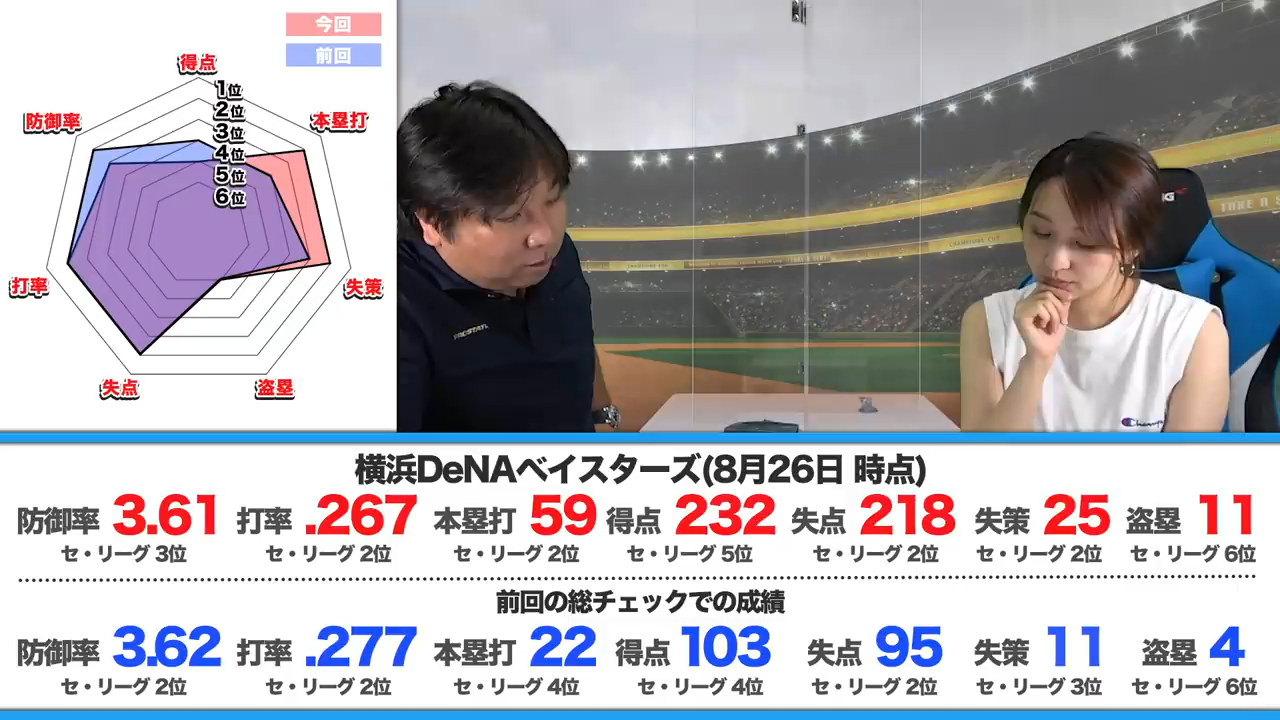 今回
前回
得点
1位
2位
3位
4位
5位
6位
防御率
本塁打
打率
失策
失点
盗塁
CHAMPIONS CUP
TAKE A S
Champ
横浜DeNAベイスターズ(8月26日 時点)
防御率 3.61 打率 .267 本塁打 59 得点 232 失点 218 失策 25 盗塁 11
セ・リーグ 3位 セ・リーグ 2位 セ・リーグ 2位 セ・リーグ 5位 セ・リーグ 2位 セ・リーグ 2位 セ・リーグ 6位
前回の総チェックでの成績
防御率 3.62 打率 .277 本塁打 22 得点 103 失点 95 失策 11 盗塁 4
セ・リーグ 2位 セ・リーグ 2位 セ・リーグ 4位 セ・リーグ 4位 セ・リーグ 2位 セ・リーグ 3位 セ・リーグ 6位